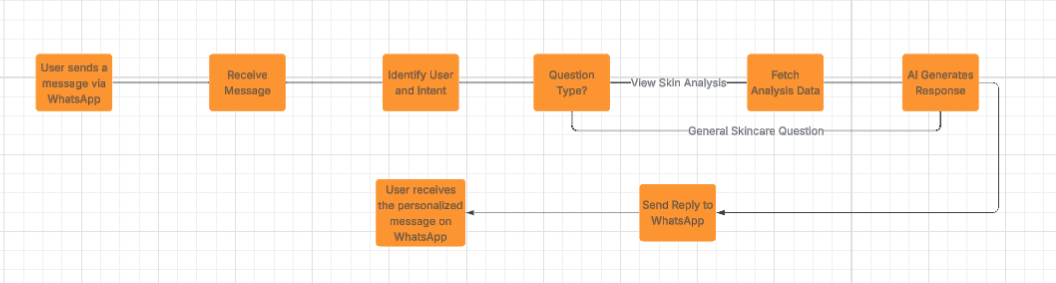 User sends a
message via
WhatsApp
Receive
Message
Identify User
and Intent
Question
Type?
View Skin Analysis
Fetch
Analysis Data
AI Generates
Response
General Skincare Question
User receives
the personalized
message on
WhatsApp
Send Reply to
WhatsApp